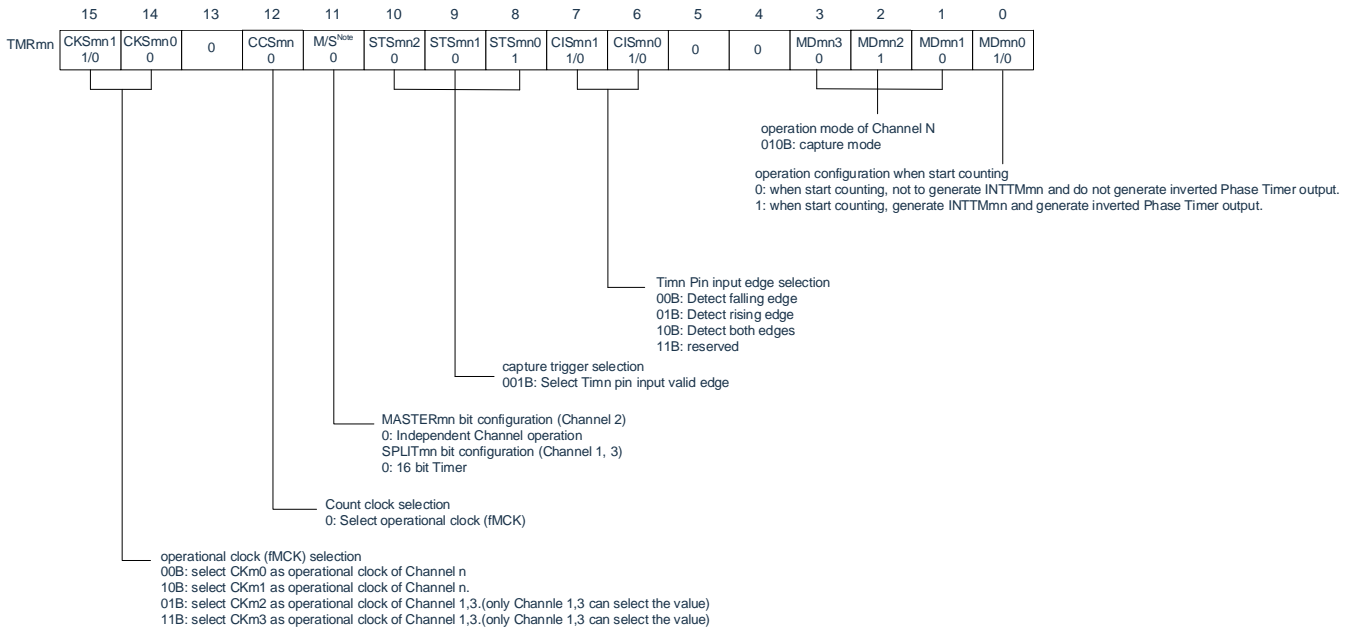 15 14 13 12 11 10 9 8 7 6 5 4 3 2 1 0
TMRmn CKSmn1 CKSmn0 0 CCSmn M/SNote STSmn2 STSmn1 STSmn0 CISmn1 CISmn0 0 0 MDmn3 MDmn2 MDmn1 MDmn0
1/0 0 0 0 0 0 1 1/0 1/0 0 1 0 1/0
operation mode of Channel N
010B: capture mode
operation configuration when start counting
0: when start counting, not to generate INTTMmn and do not generate inverted Phase Timer output.
1: when start counting, generate INTTMmn and generate inverted Phase Timer output.
Timn Pin input edge selection
00B: Detect falling edge
01B: Detect rising edge
10B: Detect both edges
11B: reserved
capture trigger selection
001B: Select Timn pin input valid edge
MASTERmn bit configuration (Channel 2)
0: Independent Channel operation
SPLITmn bit configuration (Channel 1, 3)
0: 16 bit Timer
Count clock selection
0: Select operational clock (fMCK)
operational clock (fMCK) selection
00B: select CKm0 as operational clock of Channel n
10B: select CKm1 as operational clock of Channel n.
01B: select CKm2 as operational clock of Channel 1,3.(only Channle 1,3 can select the value)
11B: select CKm3 as operational clock of Channel 1,3.(only Channle 1,3 can select the value)